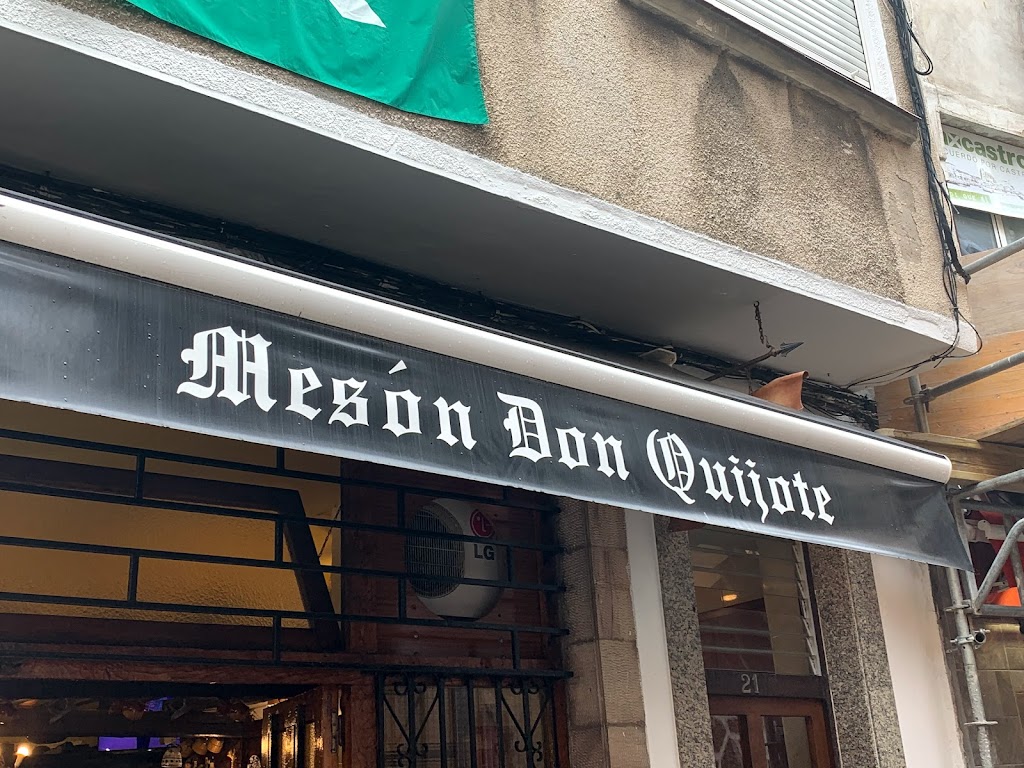 castro
Mesón Don Quijote
LG
21